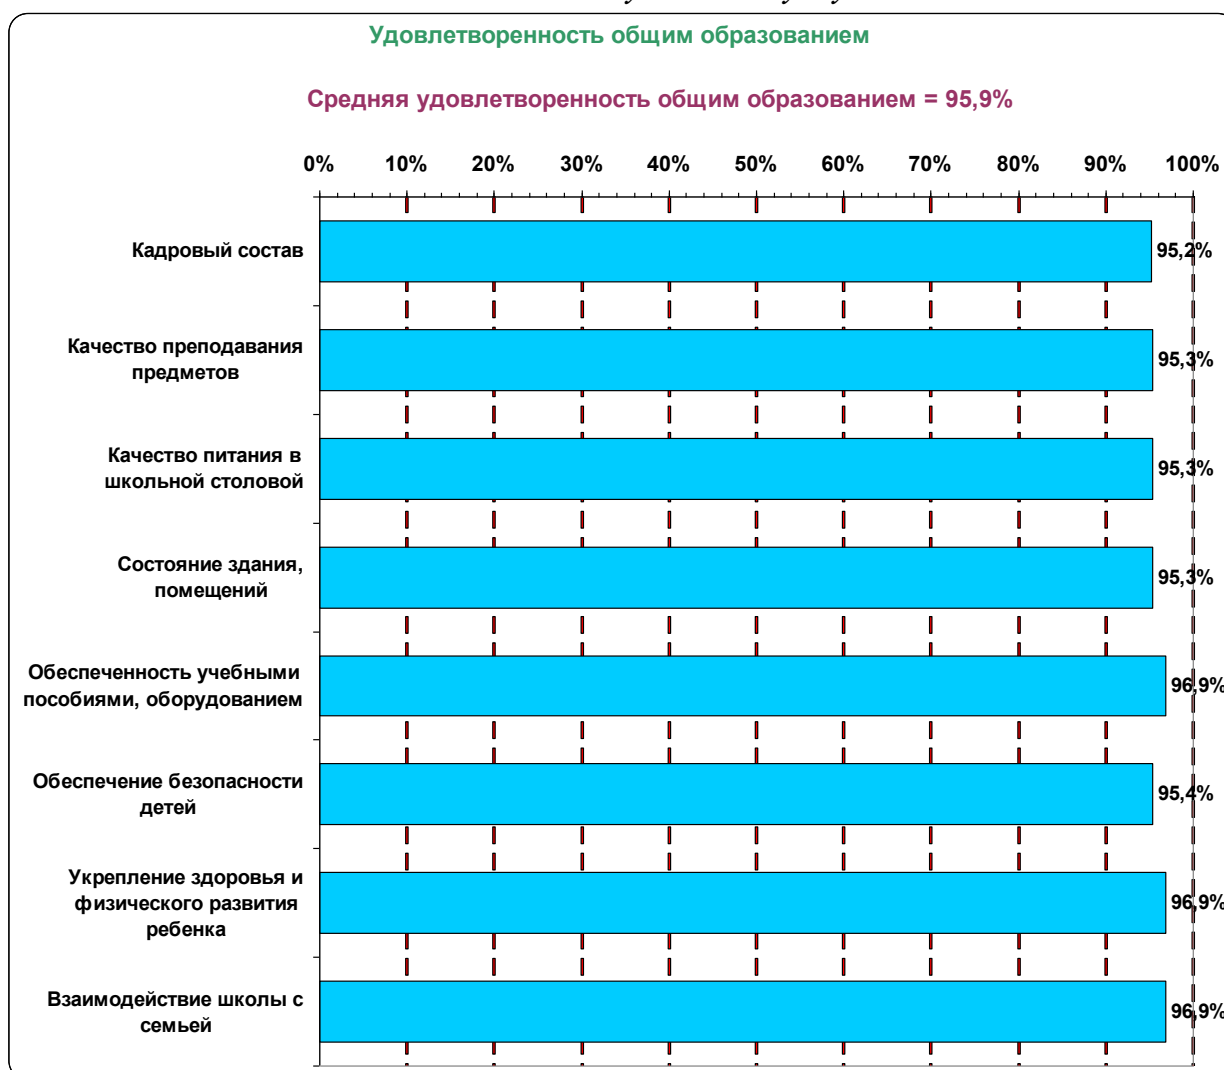 Удовлетворенность общим образованием
Средняя удовлетворенность общим образованием = 95,9%
0% 10% 20% 30% 40% 50% 60% 70% 80% 90% 100%
Кадровый состав
95,2%
Качество преподавания
предметов
95,3%
Качество питания в
школьной столовой
95,3%
Состояние здания,
помещений
95,3%
Обеспеченность учебными
пособиями, оборудованием
96,9%
Обеспечение безопасности
детей
95,4%
Укрепление здоровья и
физического развития
ребенка
96,9%
Взаимодействие школы с
семьей
96,9%